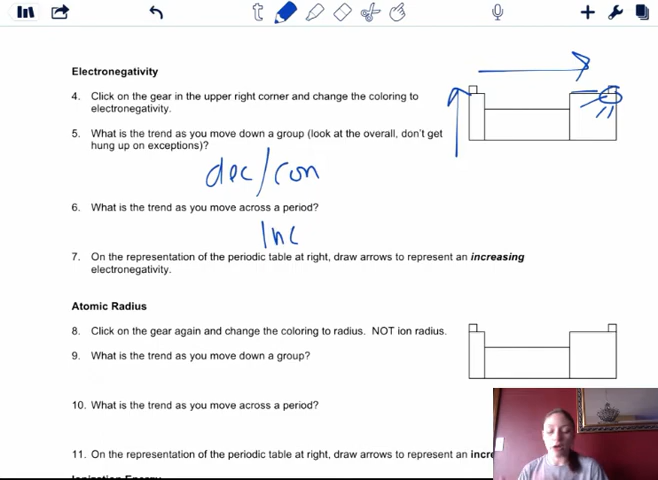 t
Electronegativity
4. Click on the gear in the upper right corner and change the coloring to
electronegativity.
5. What is the trend as you move down a group (look at the overall, don't get
hung up on exceptions)?
dec/con
6. What is the trend as you move across a period?
Inc
7. On the representation of the periodic table at right, draw arrows to represent an increasing
electronegativity.
Atomic Radius
8. Click on the gear again and change the coloring to radius. NOT ion radius.
9. What is the trend as you move down a group?
10. What is the trend as you move across a period?
11. On the representation of the periodic table at right, draw arrows to represent an incre
Ionization Energy